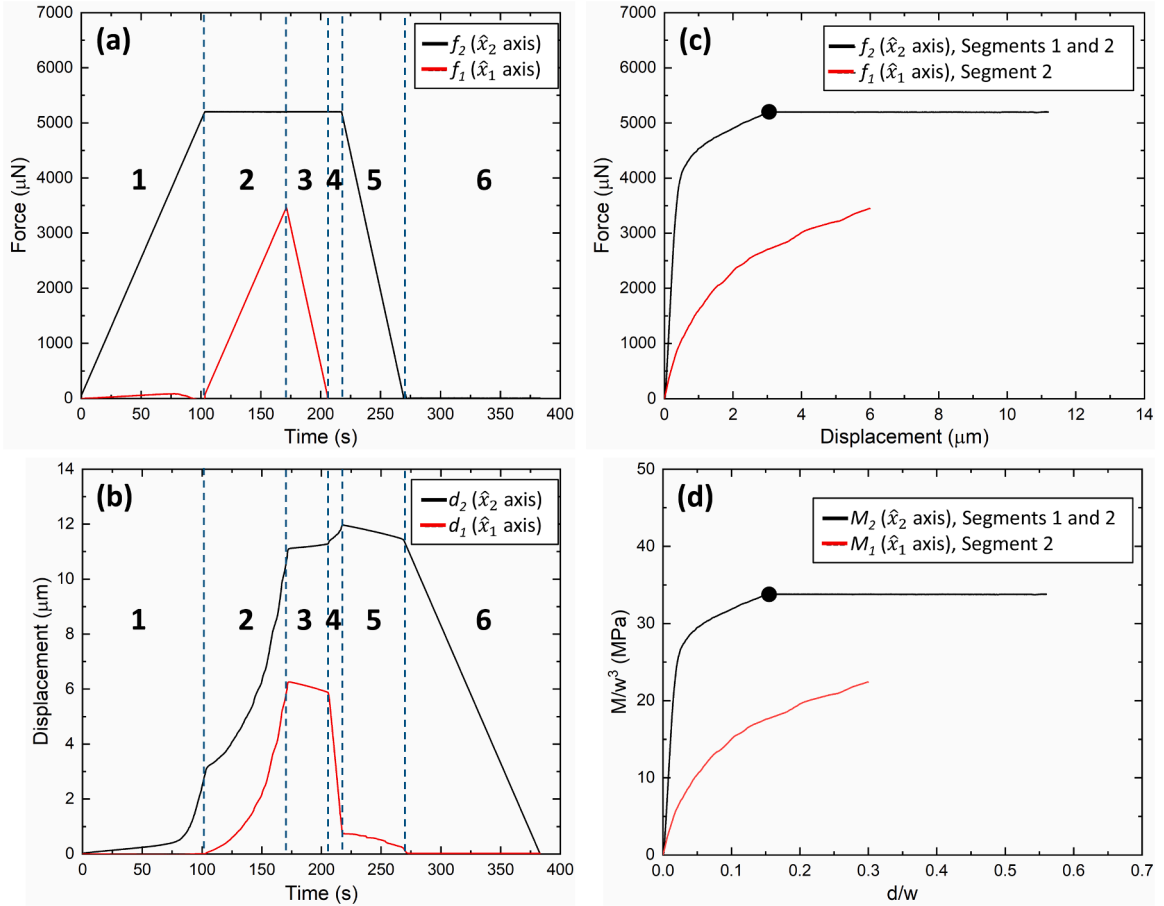 (a)
f2 (x̂2 axis)
f1 (x̂1 axis)
7000
6000
5000
4000
3000
2000
1000
0
Force (μN)
1 2 3 4 5 6
0 50 100 150 200 250 300 350 400
Time (s)
(c)
f2 (x̂2 axis), Segments 1 and 2
f1 (x̂1 axis), Segment 2
7000
6000
5000
4000
3000
2000
1000
0
Force (μN)
0 2 4 6 8 10 12 14
Displacement (μm)
(b)
d2 (x̂2 axis)
d1 (x̂1 axis)
14
12
10
8
6
4
2
0
Displacement (μm)
1 2 3 4 5 6
0 50 100 150 200 250 300 350 400
Time (s)
(d)
M2 (x̂2 axis), Segments 1 and 2
M1 (x̂1 axis), Segment 2
50
40
30
20
10
0
M/w³ (MPa)
0.0 0.1 0.2 0.3 0.4 0.5 0.6 0.7
d/w